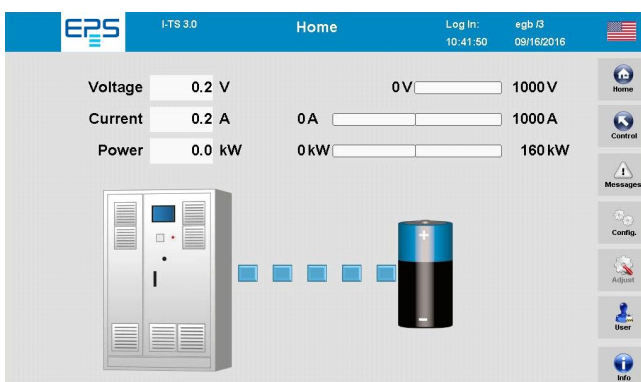 EPS I-TS 3.0 Home Log In: egb /3
10:41:50 09/16/2016
Voltage 0.2 V 0 V 1000 V
Current 0.2 A 0 A 1000 A
Power 0.0 kW 0 kW 160 kW
+
-
Home
Control
Messages
Config.
Adjust
User
Info